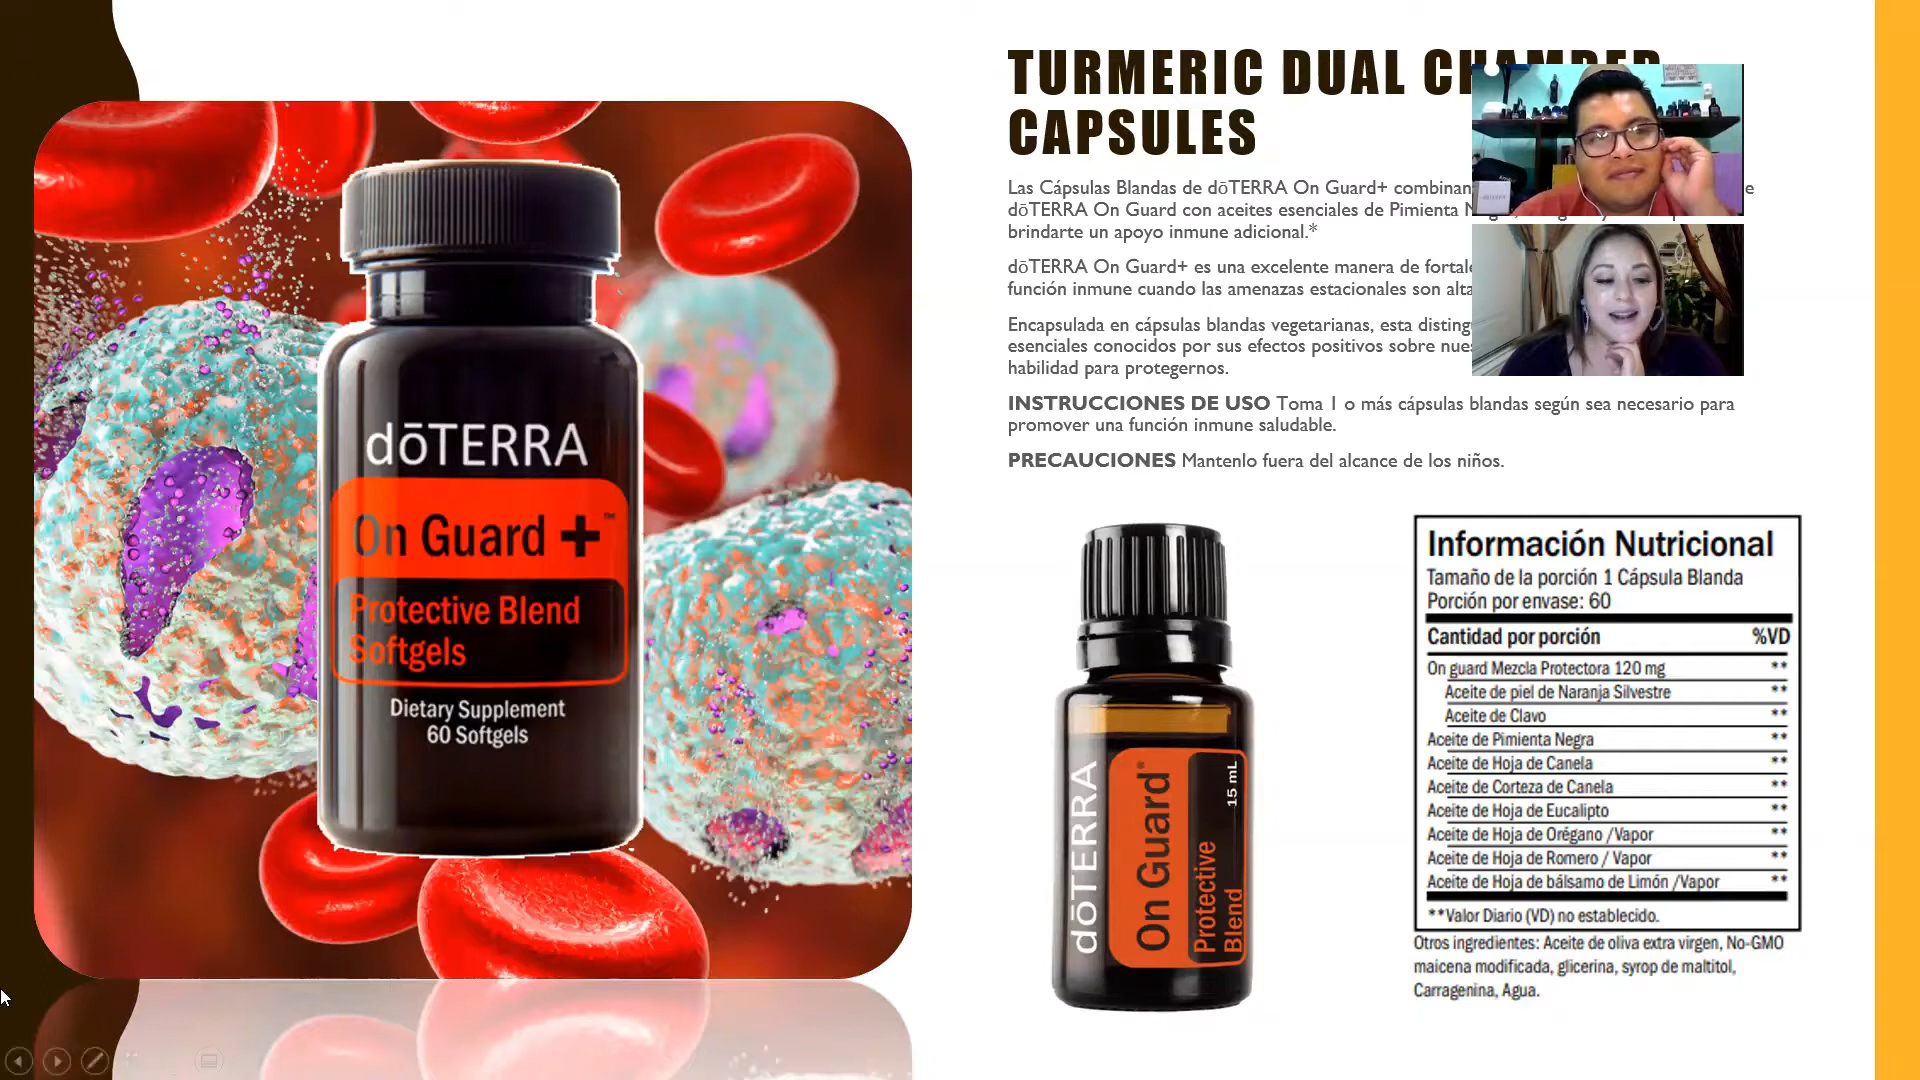 TURMERIC DUAL CHAMBER
CAPSULES
Las Cápsulas Blandas de dōTERRA On Guard+ combinan
dōTERRA On Guard con aceites esenciales de Pimienta
brindarte un apoyo inmune adicional.*
dōTERRA On Guard+ es una excelente manera de
función inmune cuando las amenazas estacionales son
Encapsulada en cápsulas blandas vegetarianas, esta
esenciales conocidos por sus efectos positivos sobre
habilidad para protegernos.
INSTRUCCIONES DE USO Toma 1 o más cápsulas blandas según sea necesario para
promover una función inmune saludable.
PRECAUCIONES Mantenlo fuera del alcance de los niños.
dōTERRA
On Guard +™
Protective Blend
Softgels
Dietary Supplement
60 Softgels
dōTERRA
On Guard®
Protective
Blend
15 mL
Información Nutricional
Tamaño de la porción 1 Cápsula Blanda
Porción por envase: 60
Cantidad por porción %VD
On guard Mezcla Protectora 120 mg **
Aceite de piel de Naranja Silvestre **
Aceite de Clavo **
Aceite de Pimienta Negra **
Aceite de Hoja de Canela **
Aceite de Corteza de Canela **
Aceite de Hoja de Eucalipto **
Aceite de Hoja de Orégano /Vapor **
Aceite de Hoja de Romero / Vapor **
Aceite de Hoja de bálsamo de Limón /Vapor **
**Valor Diario (VD) no establecido.
Otros ingredientes: Aceite de oliva extra virgen, No-GMO
maicena modificada, glicerina, syrop de maltitol,
Carragenina, Agua.